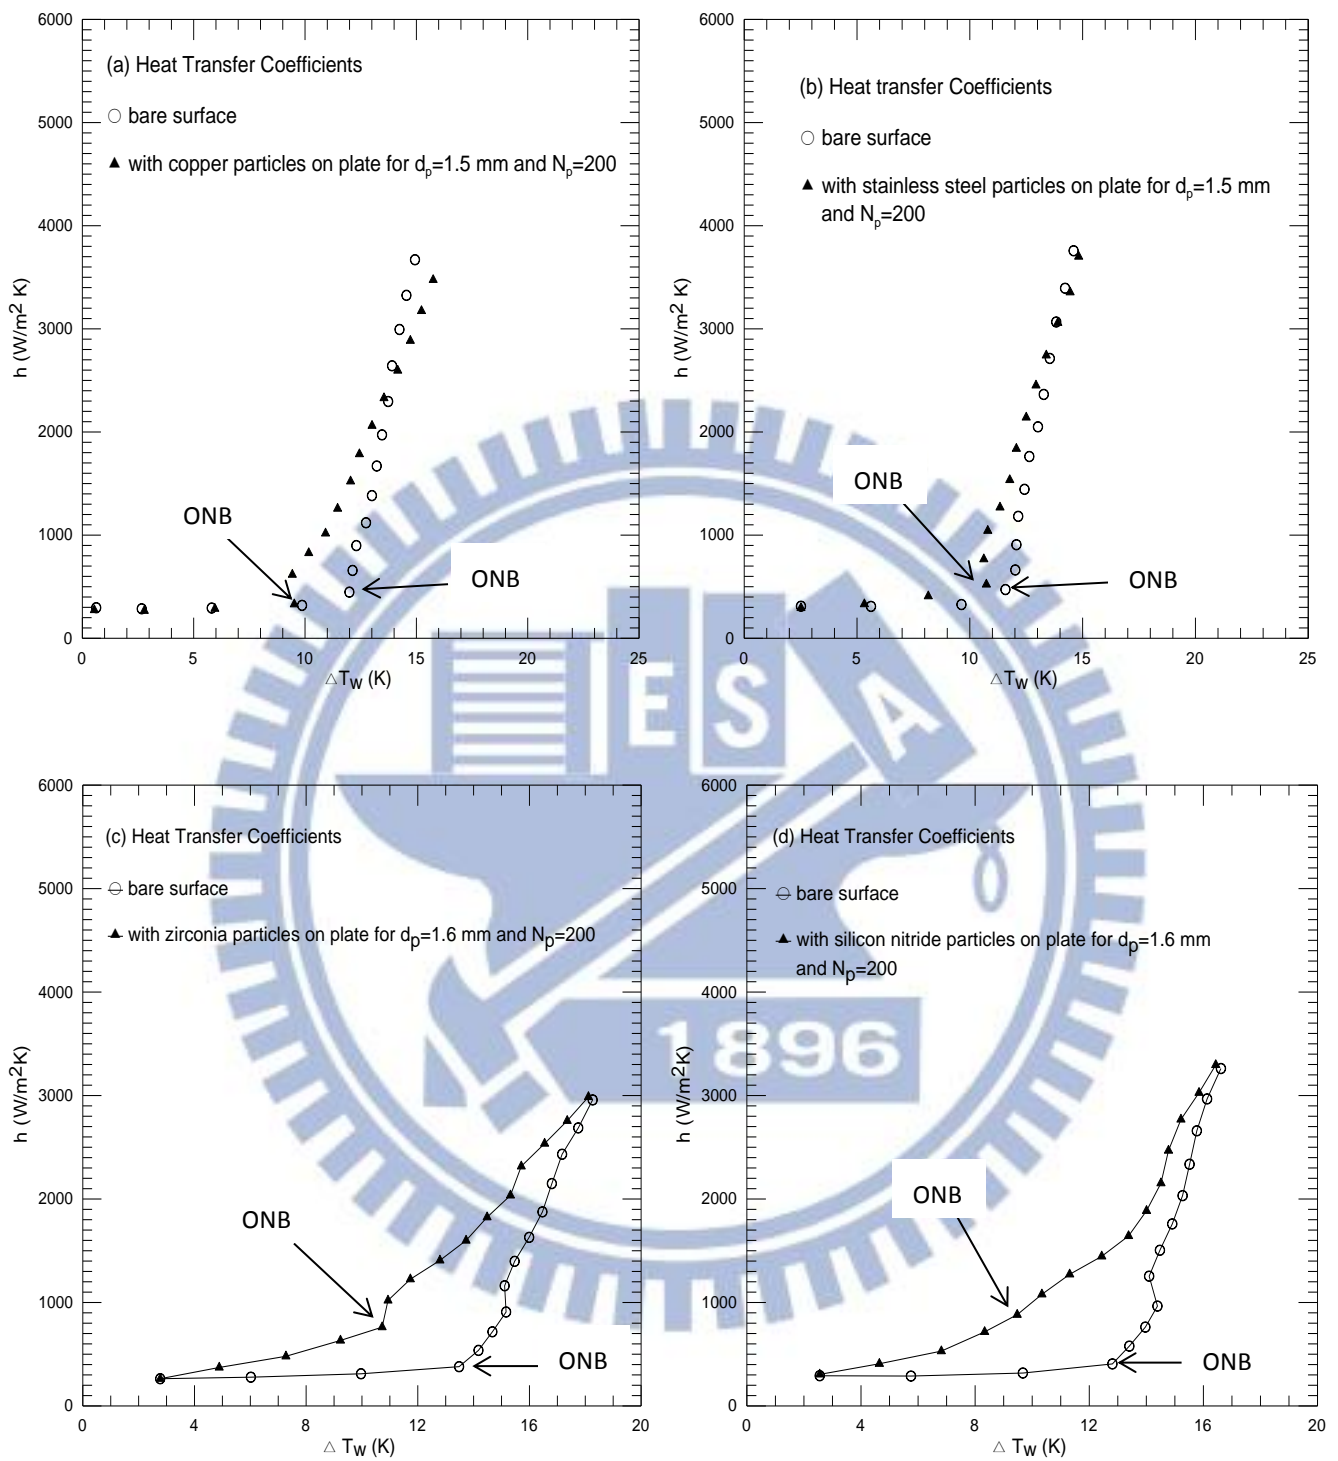 6000
5000
4000
3000
2000
1000
0
h (W/m² K)
(a) Heat Transfer Coefficients
bare surface
with copper particles on plate for dp=1.5 mm and Np=200
ONB
ONB
0 5 10 15 20 25
△Tw (K)
6000
5000
4000
3000
2000
1000
0
h (W/m² K)
(b) Heat transfer Coefficients
bare surface
with stainless steel particles on plate for dp=1.5 mm
and Np=200
ONB
ONB
0 5 10 15 20 25
△Tw (K)
ESA
1896
6000
5000
4000
3000
2000
1000
0
h (W/m²K)
(c) Heat Transfer Coefficients
bare surface
with zirconia particles on plate for dp=1.6 mm and Np=200
ONB
ONB
0 4 8 12 16 20
△ Tw (K)
6000
5000
4000
3000
2000
1000
0
h (W/m²K)
(d) Heat Transfer Coefficients
bare surface
with silicon nitride particles on plate for dp=1.6 mm
and Np=200
ONB
ONB
0 4 8 12 16 20
△ Tw (K)